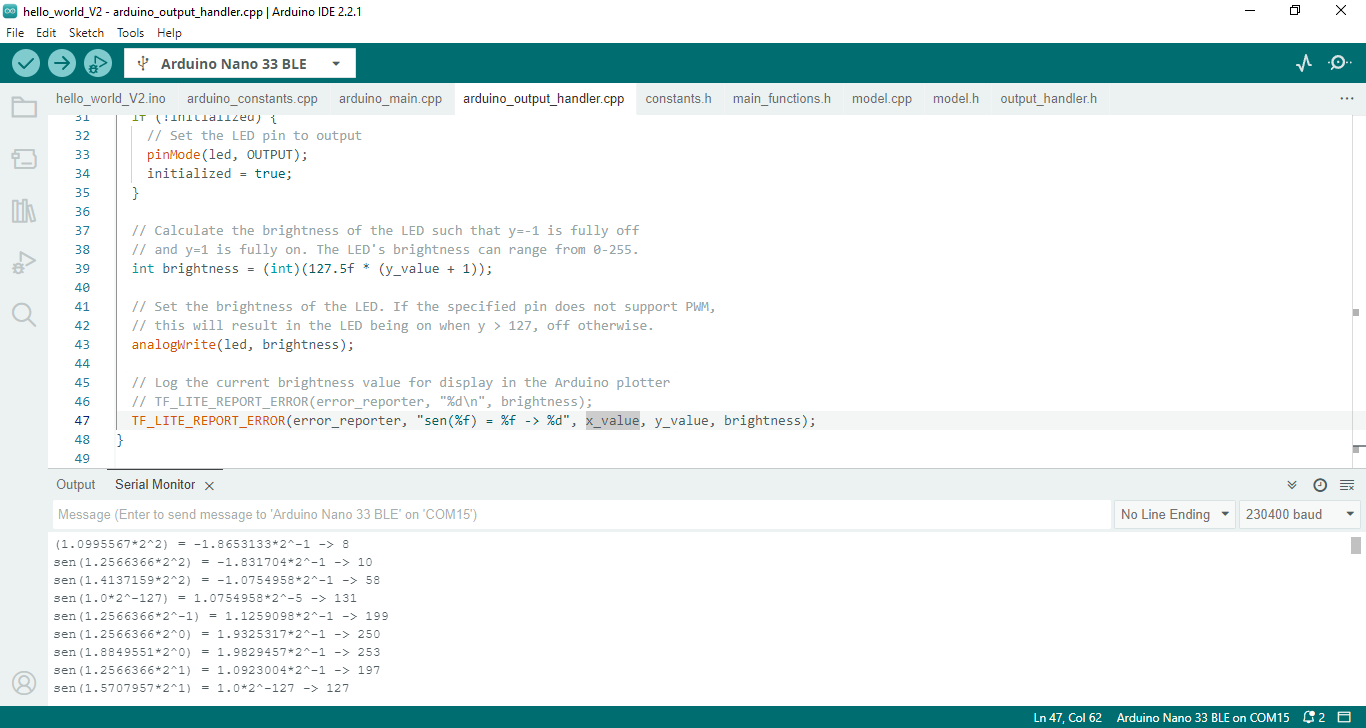 hello_world_V2 - arduino_output_handler.cpp | Arduino IDE 2.2.1
File Edit Sketch Tools Help
Arduino Nano 33 BLE
hello_world_V2.ino arduino_constants.cpp arduino_main.cpp arduino_output_handler.cpp constants.h main_functions.h model.cpp model.h output_handler.h ...
31 if (!initialized) {
32 // Set the LED pin to output
33 pinMode(led, OUTPUT);
34 initialized = true;
35 }
36
37 // Calculate the brightness of the LED such that y=-1 is fully off
38 // and y=1 is fully on. The LED's brightness can range from 0-255.
39 int brightness = (int)(127.5f * (y_value + 1));
40
41 // Set the brightness of the LED. If the specified pin does not support PWM,
42 // this will result in the LED being on when y > 127, off otherwise.
43 analogWrite(led, brightness);
44
45 // Log the current brightness value for display in the Arduino plotter
46 // TF_LITE_REPORT_ERROR(error_reporter, "%d\n", brightness);
47 TF_LITE_REPORT_ERROR(error_reporter, "sen(%f) = %f -> %d", x_value, y_value, brightness);
48 }
49
Output Serial Monitor
Message (Enter to send message to 'Arduino Nano 33 BLE' on 'COM15') No Line Ending 230400 baud
(1.0995567*2^2) = -1.8653133*2^-1 -> 8
sen(1.2566366*2^2) = -1.831704*2^-1 -> 10
sen(1.4137159*2^2) = -1.0754958*2^-1 -> 58
sen(1.0*2^-127) = 1.0754958*2^-5 -> 131
sen(1.2566366*2^-1) = 1.1259098*2^-1 -> 199
sen(1.2566366*2^0) = 1.9325317*2^-1 -> 250
sen(1.8849551*2^0) = 1.9829457*2^-1 -> 253
sen(1.2566366*2^1) = 1.0923004*2^-1 -> 197
sen(1.5707957*2^1) = 1.0*2^-127 -> 127
Ln 47, Col 62 Arduino Nano 33 BLE on COM15 2